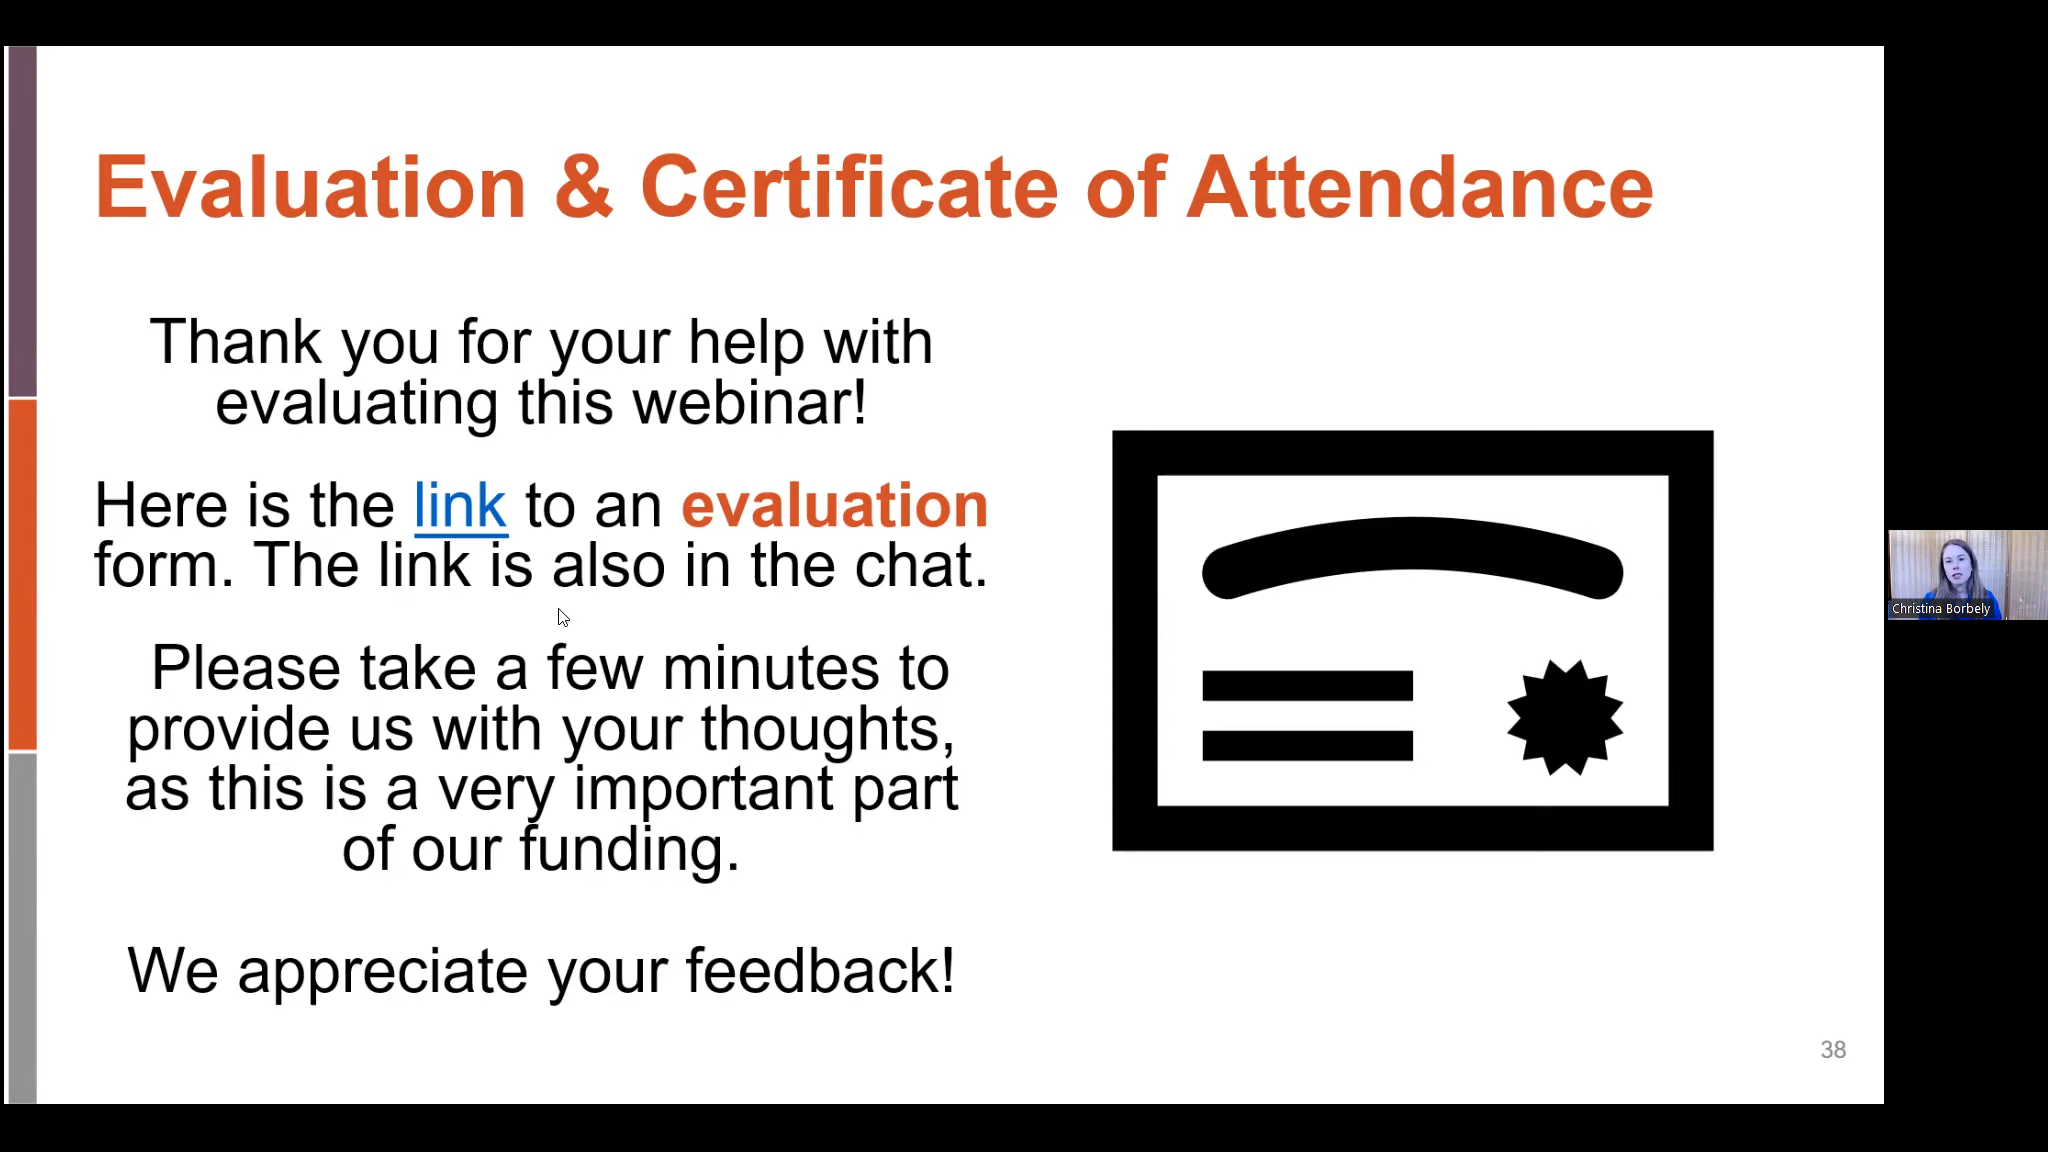 Evaluation & Certificate of Attendance
Thank you for your help with
evaluating this webinar!
Here is the link to an evaluation
form. The link is also in the chat.
Please take a few minutes to
provide us with your thoughts,
as this is a very important part
of our funding.
We appreciate your feedback!
38
Christina Borbely